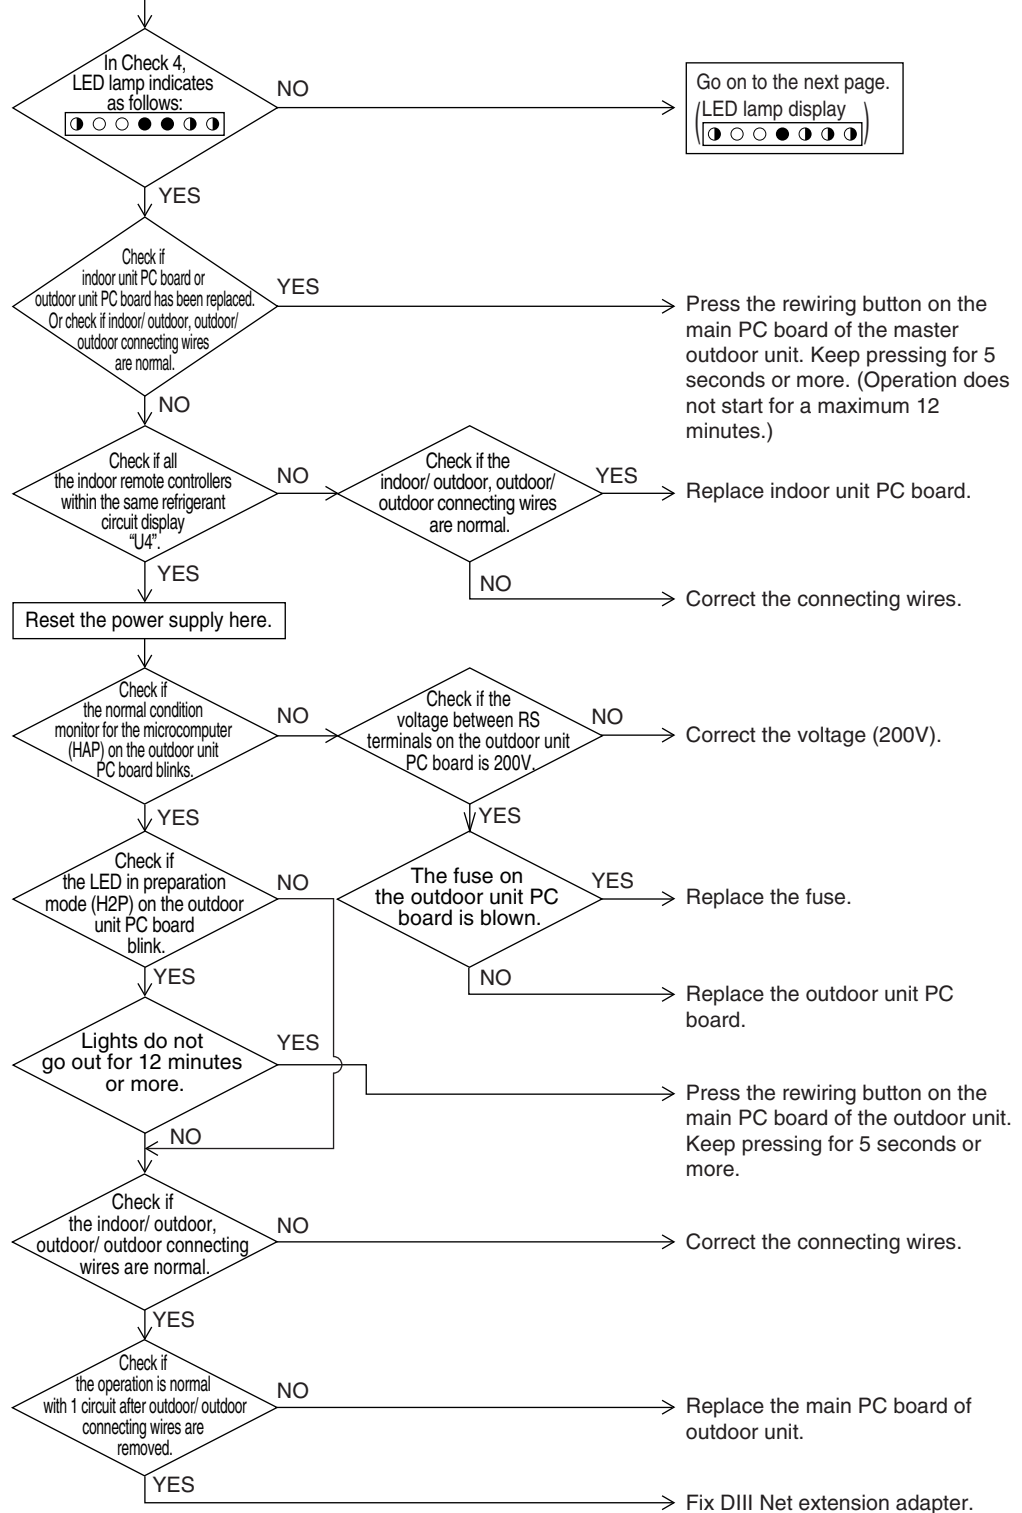 In Check 4,
LED lamp indicates
as follows:
NO
Go on to the next page.
(LED lamp display
)
YES
Check if
indoor unit PC board or
outdoor unit PC board has been replaced.
Or check if indoor/ outdoor, outdoor/
outdoor connecting wires
are normal.
YES
Press the rewiring button on the
main PC board of the master
outdoor unit. Keep pressing for 5
seconds or more. (Operation does
not start for a maximum 12
minutes.)
NO
Check if all
the indoor remote controllers
within the same refrigerant
circuit display
“U4”.
NO
Check if the
indoor/ outdoor, outdoor/
outdoor connecting wires
are normal.
YES
Replace indoor unit PC board.
NO
Correct the connecting wires.
YES
Reset the power supply here.
Check if
the normal condition
monitor for the microcomputer
(HAP) on the outdoor unit
PC board blinks.
NO
Check if the
voltage between RS
terminals on the outdoor unit
PC board is 200V.
NO
Correct the voltage (200V).
YES
YES
Check if
the LED in preparation
mode (H2P) on the outdoor
unit PC board
blink.
NO
The fuse on
the outdoor unit PC
board is blown.
YES
Replace the fuse.
NO
Replace the outdoor unit PC
board.
YES
Lights do not
go out for 12 minutes
or more.
YES
Press the rewiring button on the
main PC board of the outdoor unit.
Keep pressing for 5 seconds or
more.
NO
Check if
the indoor/ outdoor,
outdoor/ outdoor connecting
wires are normal.
NO
Correct the connecting wires.
YES
Check if
the operation is normal
with 1 circuit after outdoor/ outdoor
connecting wires are
removed.
NO
Replace the main PC board of
outdoor unit.
YES
Fix DIII Net extension adapter.